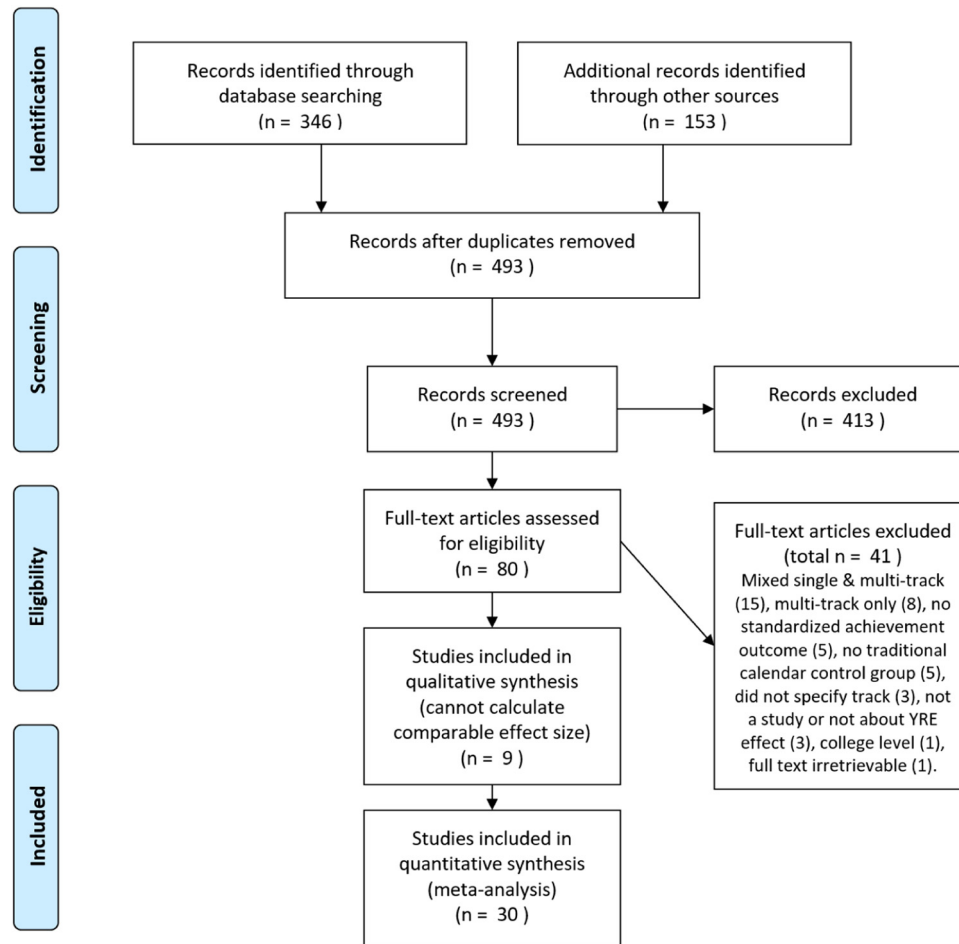 Identification
Records identified through
database searching
(n = 346 )
Additional records identified
through other sources
(n = 153 )
Screening
Records after duplicates removed
(n = 493 )
Records screened
(n = 493 )
Records excluded
(n = 413 )
Eligibility
Full-text articles assessed
for eligibility
(n = 80 )
Full-text articles excluded
(total n = 41 )
Mixed single & multi-track
(15), multi-track only (8), no
standardized achievement
outcome (5), no traditional
calendar control group (5),
did not specify track (3), not
a study or not about YRE
effect (3), college level (1),
full text irretrievable (1).
Studies included in
qualitative synthesis
(cannot calculate
comparable effect size)
(n = 9 )
Included
Studies included in
quantitative synthesis
(meta-analysis)
(n = 30 )